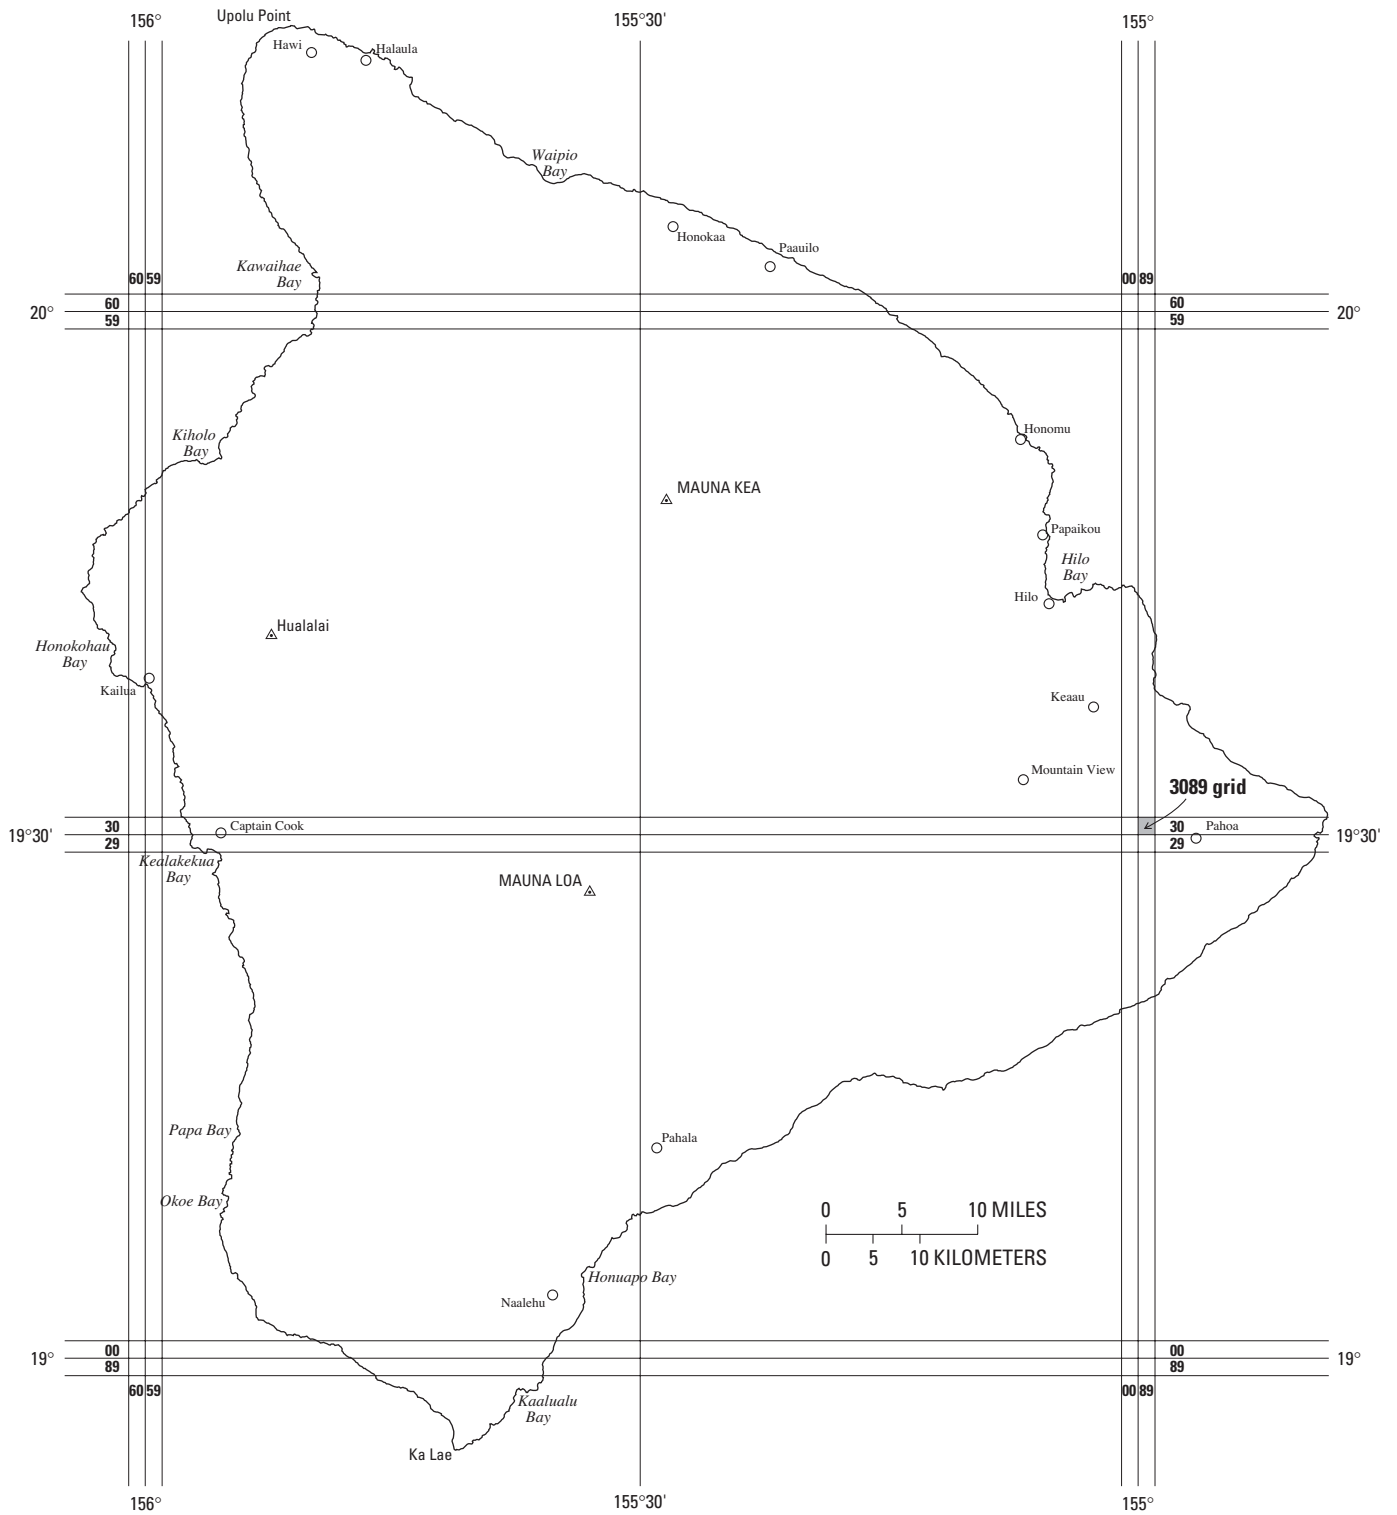 156°
Upolu Point
155°30'
155°
Hawi
Halaula
Waipio
Bay
Honokaa
Paauilo
Kawaihae
Bay
60 59
00 89
20°
60
59
60
59
20°
Kiholo
Bay
Honomu
MAUNA KEA
Papaikou
Hilo
Bay
Hilo
Hualalai
Honokohau
Bay
Kailua
Keaau
Mountain View
3089 grid
19°30'
30
29
Captain Cook
30
29
Pahoa
19°30'
Kealakekua
Bay
MAUNA LOA
Papa Bay
Pahala
Okoe Bay
0 5 10 MILES
0 5 10 KILOMETERS
Honuapo Bay
Naalehu
19°
00
89
00
89
19°
60 59
00 89
Kaalualu
Bay
Ka Lae
156°
155°30'
155°